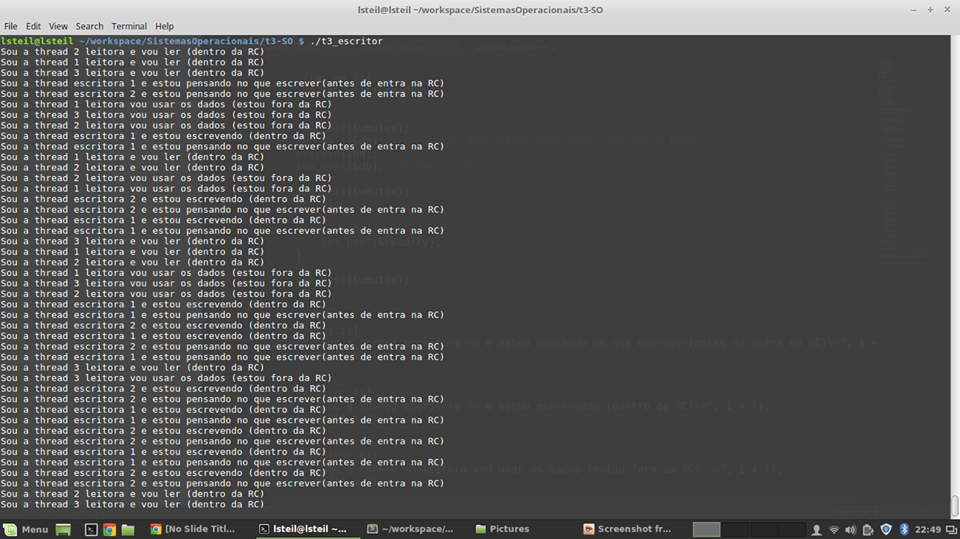 lsteil@lsteil ~/workspace/SistemasOperacionais/t3-SO
File Edit View Search Terminal Help
lsteil@lsteil ~/workspace/SistemasOperacionais/t3-SO $ ./t3_escritor
Sou a thread 2 leitora e vou ler (dentro da RC)
Sou a thread 1 leitora e vou ler (dentro da RC)
Sou a thread 3 leitora e vou ler (dentro da RC)
Sou a thread escritora 1 e estou pensando no que escrever(antes de entra na RC)
Sou a thread escritora 2 e estou pensando no que escrever(antes de entra na RC)
Sou a thread 1 leitora vou usar os dados (estou fora da RC)
Sou a thread 3 leitora vou usar os dados (estou fora da RC)
Sou a thread 2 leitora vou usar os dados (estou fora da RC)
Sou a thread escritora 1 e estou escrevendo (dentro da RC)
Sou a thread escritora 1 e estou pensando no que escrever(antes de entra na RC)
Sou a thread 1 leitora e vou ler (dentro da RC)
Sou a thread 2 leitora e vou ler (dentro da RC)
Sou a thread 2 leitora vou usar os dados (estou fora da RC)
Sou a thread 1 leitora vou usar os dados (estou fora da RC)
Sou a thread escritora 2 e estou escrevendo (dentro da RC)
Sou a thread escritora 2 e estou pensando no que escrever(antes de entra na RC)
Sou a thread escritora 1 e estou escrevendo (dentro da RC)
Sou a thread escritora 1 e estou pensando no que escrever(antes de entra na RC)
Sou a thread 3 leitora e vou ler (dentro da RC)
Sou a thread 1 leitora e vou ler (dentro da RC)
Sou a thread 2 leitora e vou ler (dentro da RC)
Sou a thread 1 leitora vou usar os dados (estou fora da RC)
Sou a thread 3 leitora vou usar os dados (estou fora da RC)
Sou a thread 2 leitora vou usar os dados (estou fora da RC)
Sou a thread escritora 1 e estou escrevendo (dentro da RC)
Sou a thread escritora 1 e estou pensando no que escrever(antes de entra na RC)
Sou a thread escritora 2 e estou escrevendo (dentro da RC)
Sou a thread escritora 1 e estou escrevendo (dentro da RC)
Sou a thread escritora 2 e estou pensando no que escrever(antes de entra na RC)
Sou a thread escritora 1 e estou pensando no que escrever(antes de entra na RC)
Sou a thread 3 leitora e vou ler (dentro da RC)
Sou a thread 3 leitora vou usar os dados (estou fora da RC)
Sou a thread escritora 2 e estou escrevendo (dentro da RC)
Sou a thread escritora 2 e estou pensando no que escrever(antes de entra na RC)
Sou a thread escritora 1 e estou escrevendo (dentro da RC)
Sou a thread escritora 1 e estou pensando no que escrever(antes de entra na RC)
Sou a thread escritora 2 e estou escrevendo (dentro da RC)
Sou a thread escritora 2 e estou pensando no que escrever(antes de entra na RC)
Sou a thread escritora 1 e estou escrevendo (dentro da RC)
Sou a thread escritora 1 e estou pensando no que escrever(antes de entra na RC)
Sou a thread escritora 2 e estou escrevendo (dentro da RC)
Sou a thread escritora 2 e estou pensando no que escrever(antes de entra na RC)
Sou a thread 2 leitora e vou ler (dentro da RC)
Sou a thread 3 leitora e vou ler (dentro da RC)
Menu [No Slide Titl... lsteil@lsteil ~... ~/workspace/... Pictures Screenshot fr... 22:49